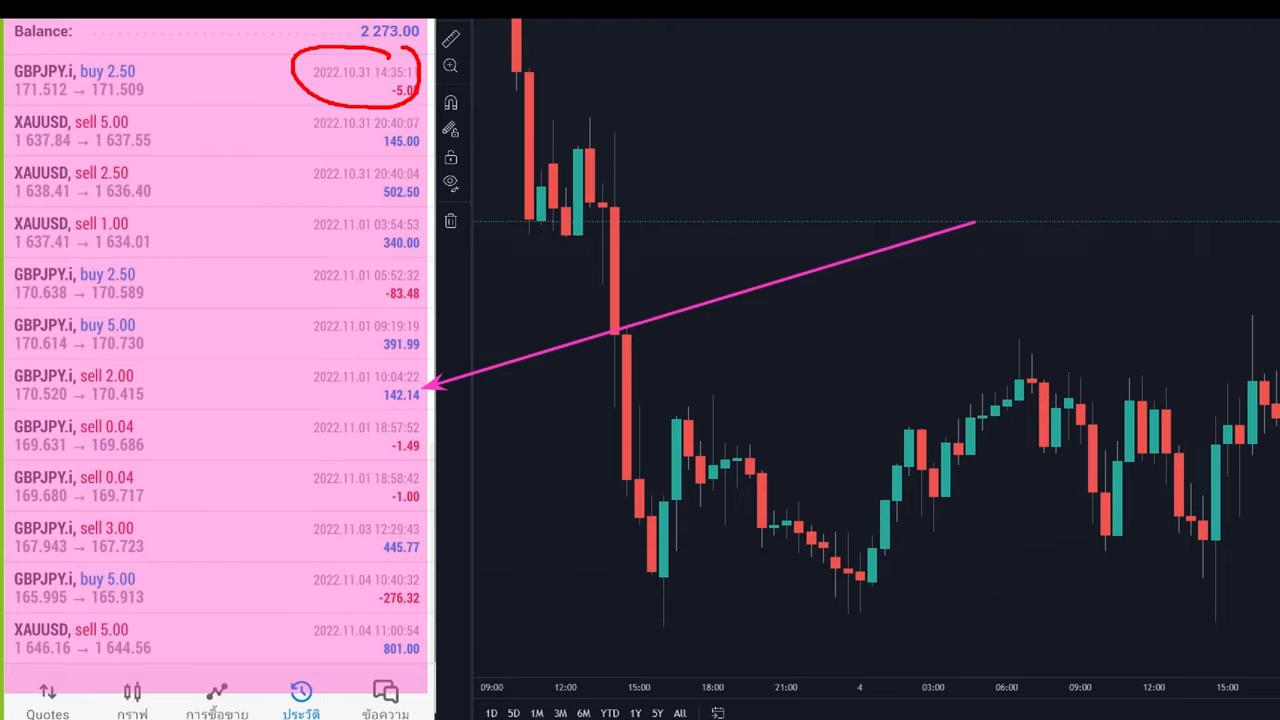 Balance: 2 273.00
GBPJPY.i, buy 2.50 2022.10.31 14:35:11
171.512 → 171.509
XAUUSD, sell 5.00 2022.10.31 20:40:07
1 637.84 → 1 637.55 145.00
XAUUSD, sell 2.50 2022.10.31 20:40:04
1 638.41 → 1 636.40 502.50
XAUUSD, sell 1.00 2022.11.01 03:54:53
1 637.41 → 1 634.01 340.00
GBPJPY.i, buy 2.50 2022.11.01 05:52:32
170.638 → 170.589 -83.48
GBPJPY.i, buy 5.00 2022.11.01 09:19:19
170.614 → 170.730 391.99
GBPJPY.i, sell 2.00 2022.11.01 10:04:22
170.520 → 170.415 142.14
GBPJPY.i, sell 0.04 2022.11.01 18:57:52
169.631 → 169.686 -1.49
GBPJPY.i, sell 0.04 2022.11.01 18:58:42
169.680 → 169.717 -1.00
GBPJPY.i, sell 3.00 2022.11.03 12:29:43
167.943 → 167.723 445.77
GBPJPY.i, buy 5.00 2022.11.04 10:40:32
165.995 → 165.913 -276.32
XAUUSD, sell 5.00 2022.11.04 11:00:54
1 646.16 → 1 644.56 801.00
Quotes กราฟ การซื้อขาย ประวัติ ข้อความ
09:00 12:00 15:00 18:00 21:00 4 03:00 06:00 09:00 12:00 15:00
1D 5D 1M 3M 6M YTD 1Y 5Y All